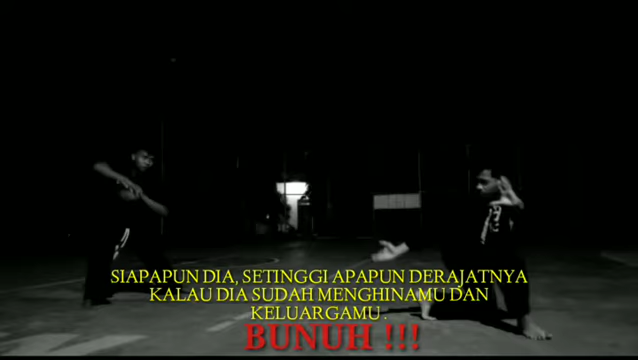 SIAPAPUN DIA, SETINGGI APAPUN DERAJATNYA
KALAU DIA SUDAH MENGHINAMU DAN
KELUARGAMU .
BUNUH !!!